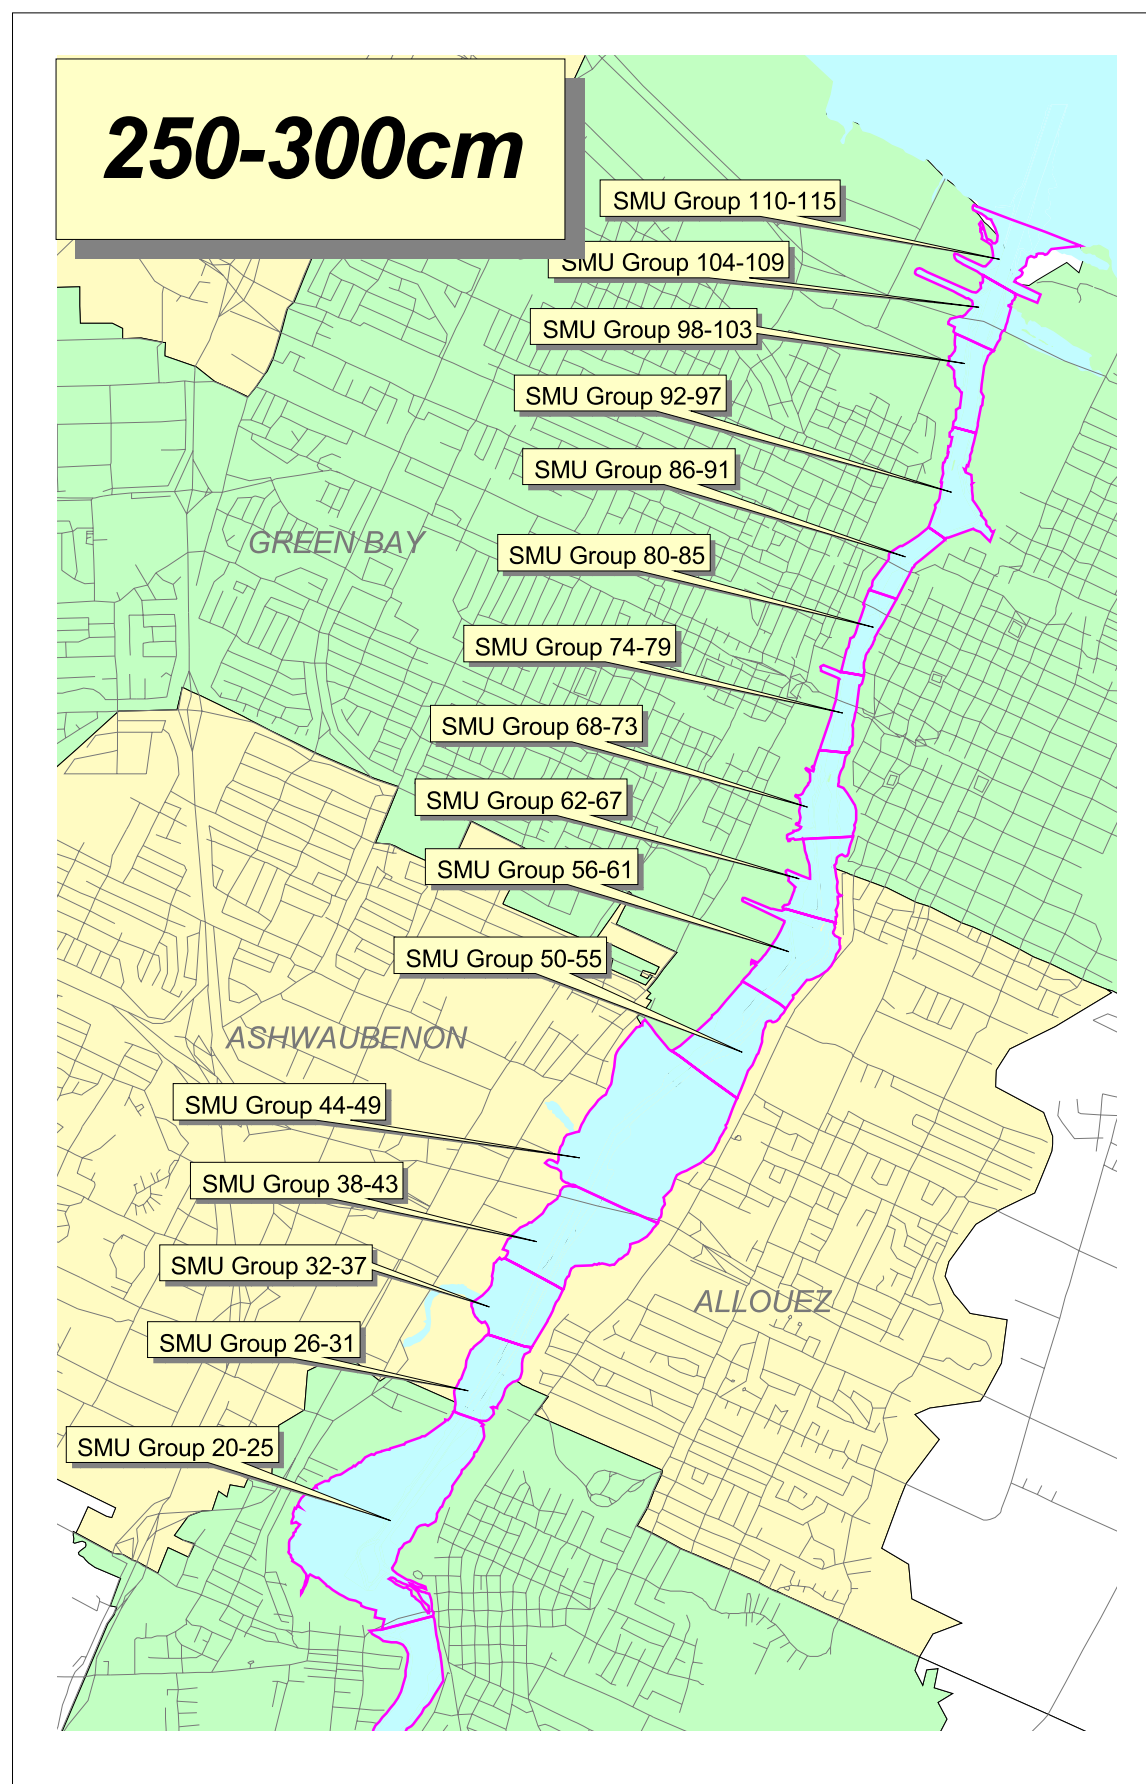 250-300cm
SMU Group 110-115
SMU Group 104-109
SMU Group 98-103
SMU Group 92-97
SMU Group 86-91
GREEN BAY
SMU Group 80-85
SMU Group 74-79
SMU Group 68-73
SMU Group 62-67
SMU Group 56-61
SMU Group 50-55
ASHWAUBENON
SMU Group 44-49
SMU Group 38-43
SMU Group 32-37
ALLOUEZ
SMU Group 26-31
SMU Group 20-25